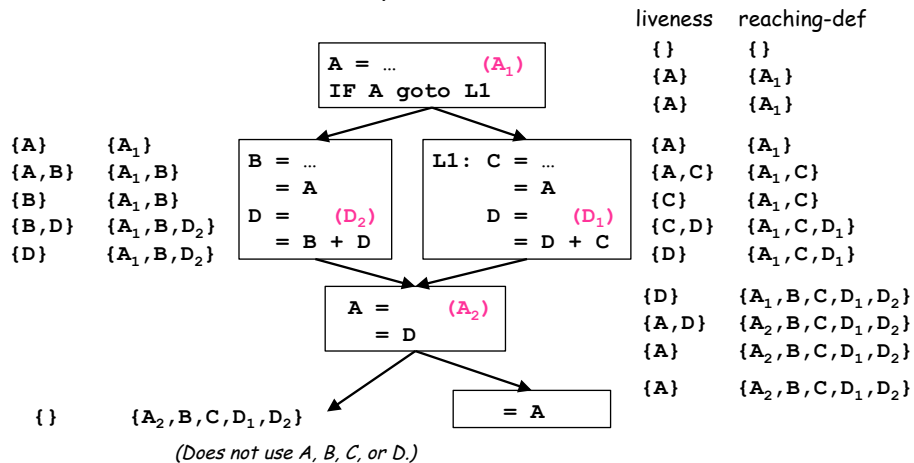 liveness reaching-def
{} {}
{A} {A₁}
{A} {A₁}
A = … (A₁)
IF A goto L1
{A} {A₁}
{A,B} {A₁,B}
{B} {A₁,B}
{B,D} {A₁,B,D₂}
{D} {A₁,B,D₂}
B = …
= A
D = (D₂)
= B + D
L1: C = …
= A
D = (D₁)
= D + C
{A} {A₁}
{A,C} {A₁,C}
{C} {A₁,C}
{C,D} {A₁,C,D₁}
{D} {A₁,C,D₁}
A = (A₂)
= D
{D} {A₁,B,C,D₁,D₂}
{A,D} {A₂,B,C,D₁,D₂}
{A} {A₂,B,C,D₁,D₂}
{A} {A₂,B,C,D₁,D₂}
{} {A₂,B,C,D₁,D₂}
= A
(Does not use A, B, C, or D.)